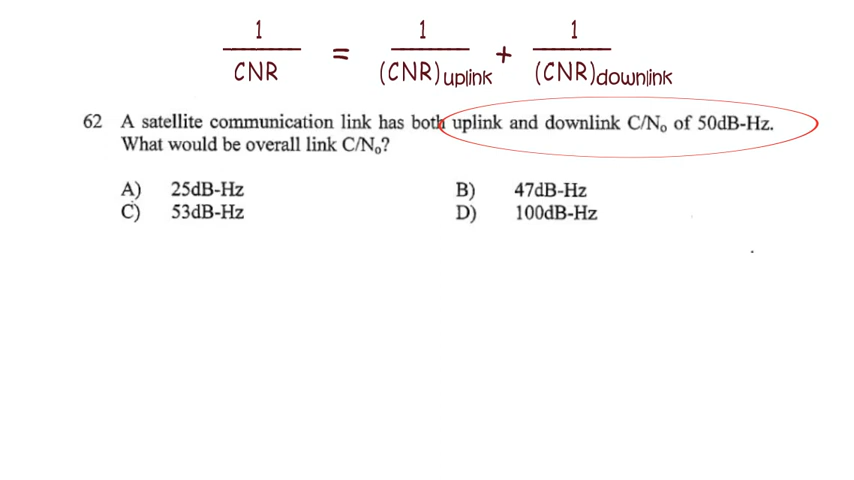 1 1 1
CNR = (CNR)uplink + (CNR)downlink
62 A satellite communication link has both uplink and downlink C/No of 50dB-Hz.
What would be overall link C/No?
A) 25dB-Hz B) 47dB-Hz
C) 53dB-Hz D) 100dB-Hz